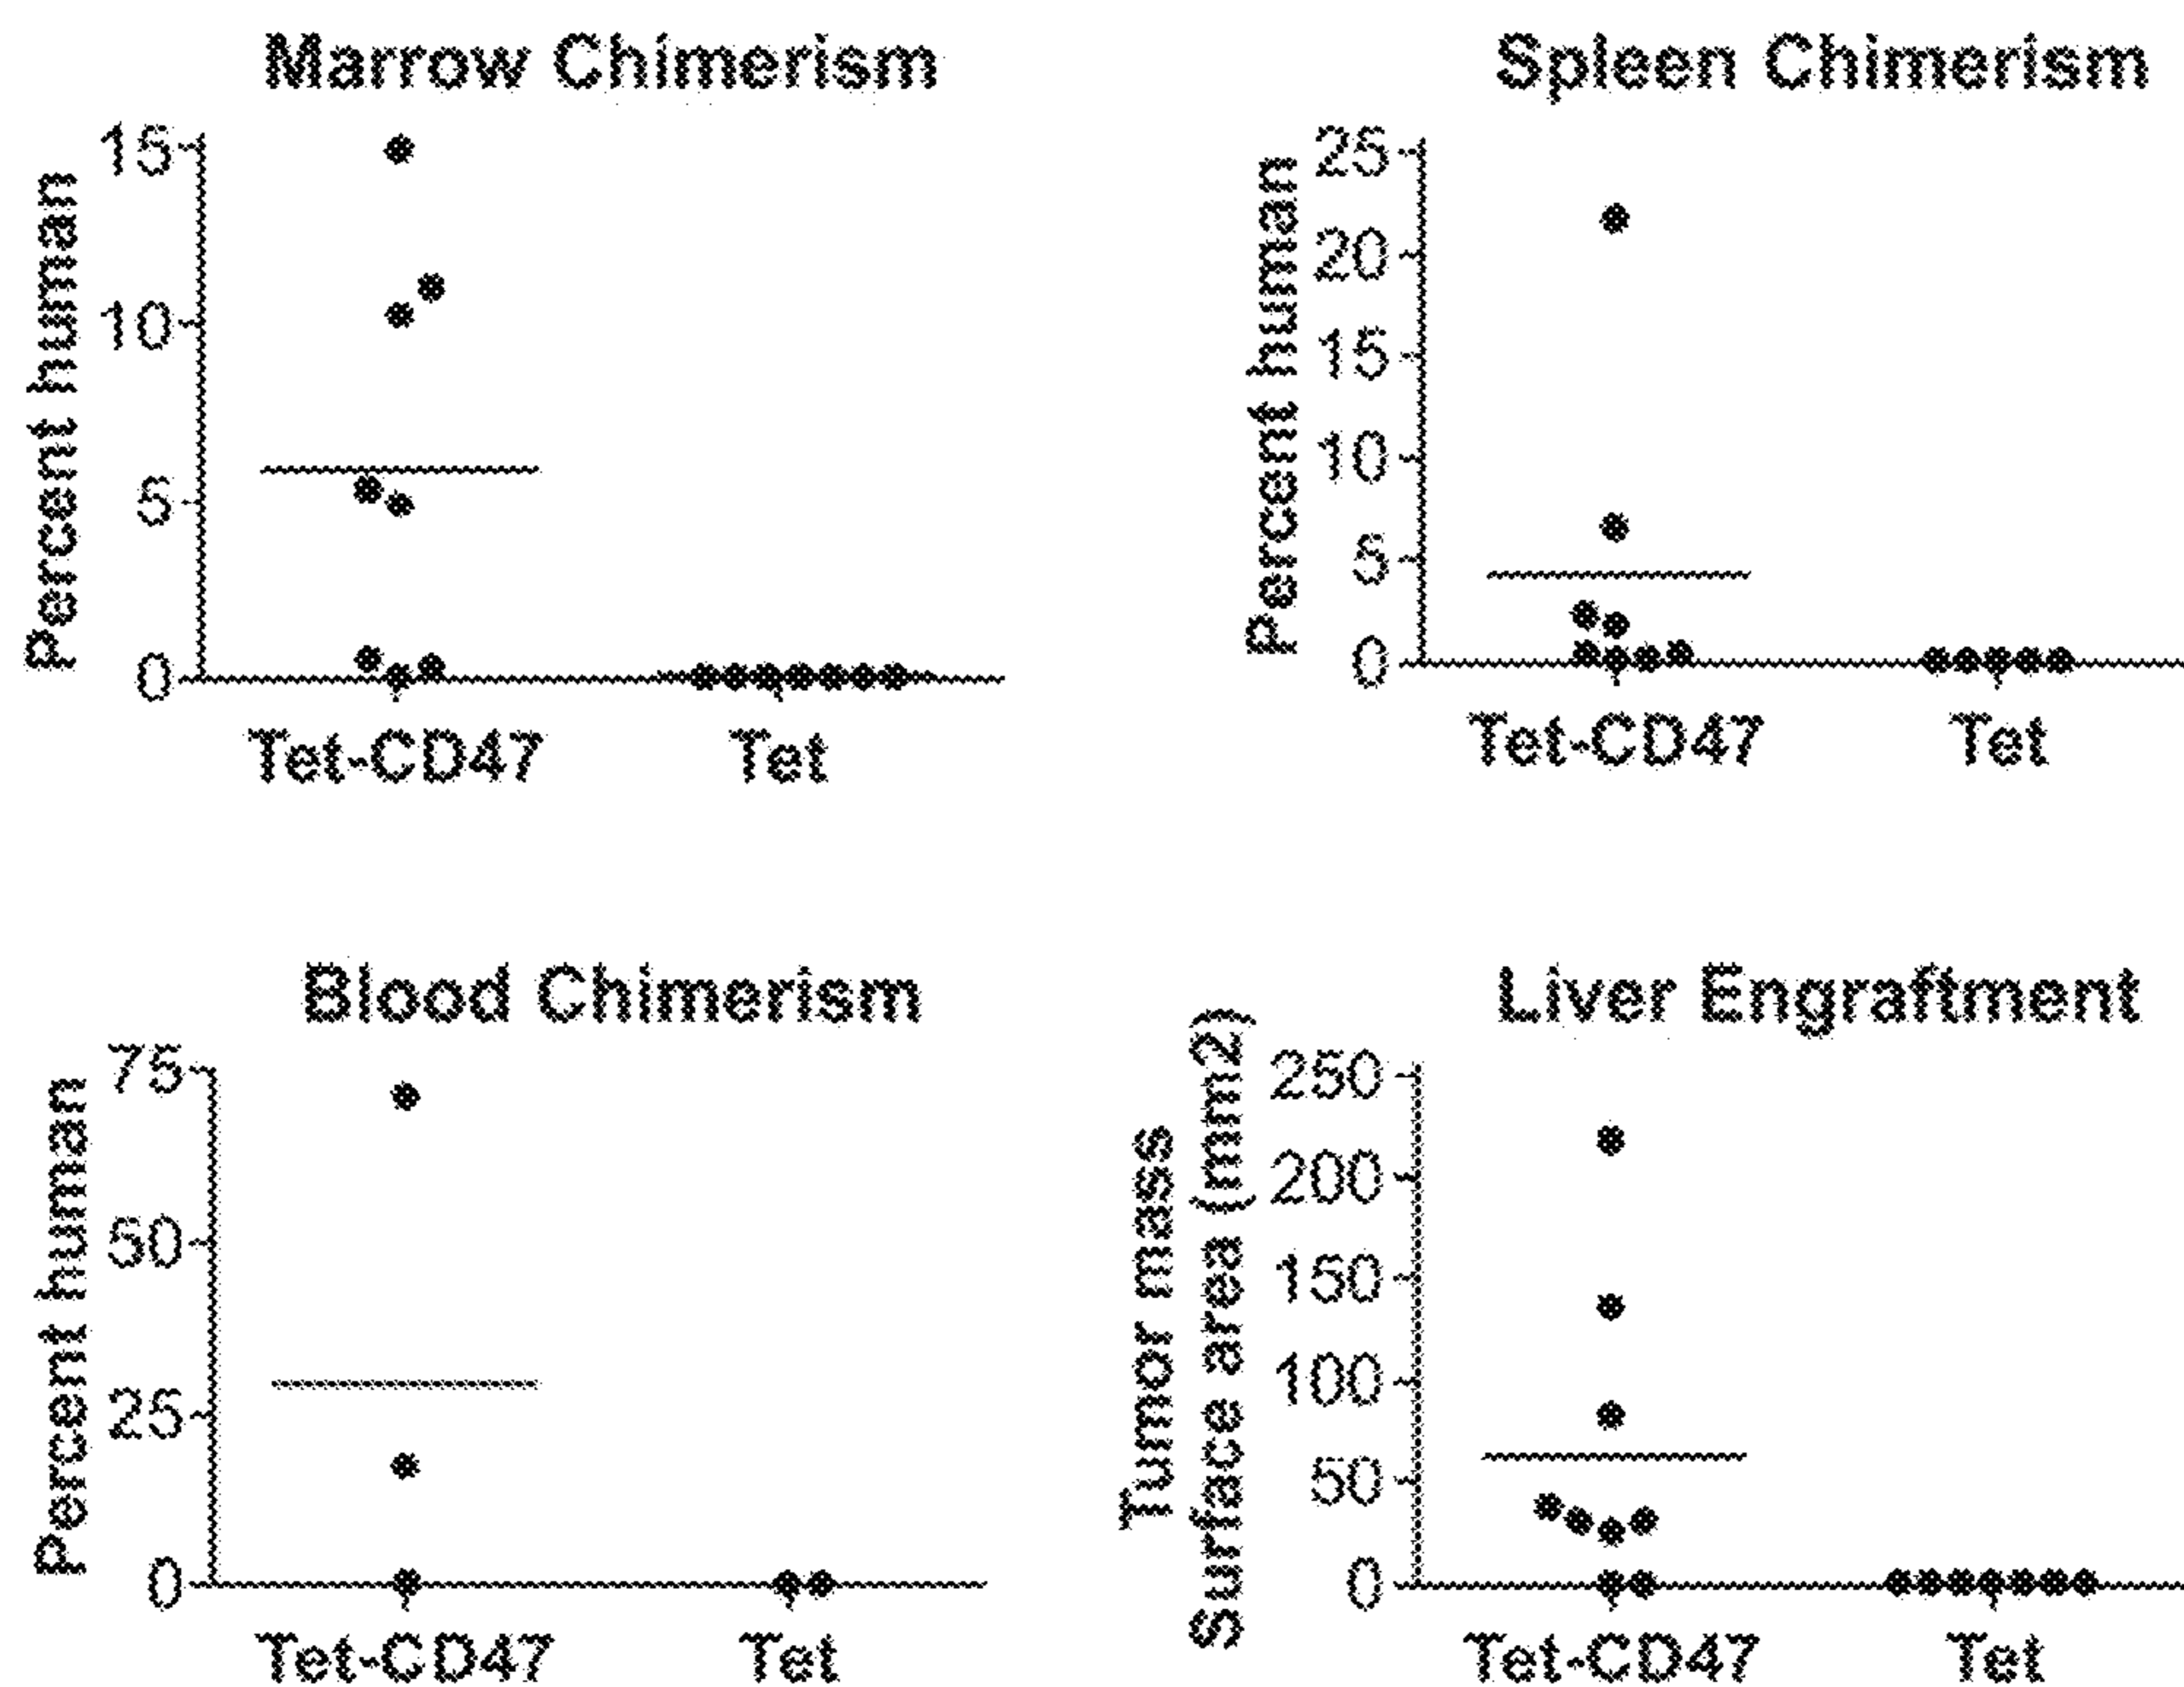 Marrow Chimerism
Percent human
15
10
5
0
Tet-CD47 Tet
Spleen Chimerism
Percent human
25
20
15
10
5
0
Tet-CD47 Tet
Blood Chimerism
Percent human
75
50
25
0
Tet-CD47 Tet
Liver Engraftment
Tumor mass
Surface area (mm2)
250
200
150
100
50
0
Tet-CD47 Tet